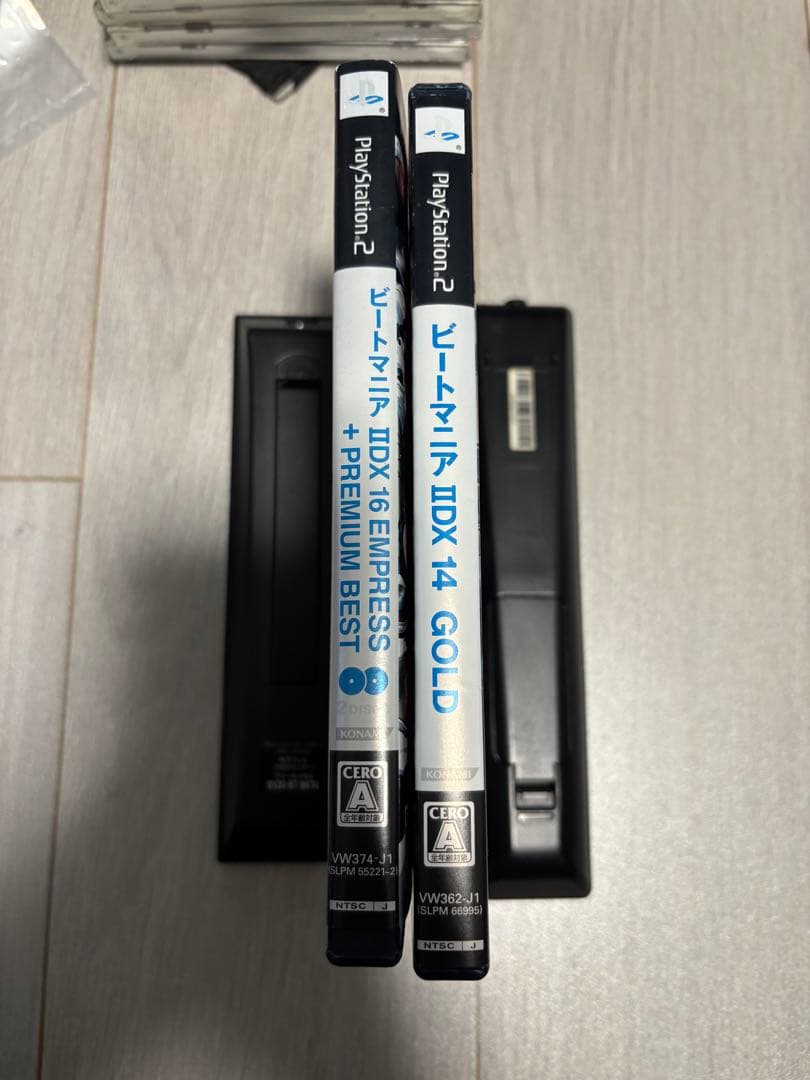 PlayStation®2
ビートマニア ⅡDX 16 EMPRESS
+ PREMIUM BEST
2 DISC
KONAMI
CERO
A
全年齢対象
VW374-J1
(SLPM 55221~2)
NTSC J
PlayStation®2
ビートマニア ⅡDX 14 GOLD
KONAMI
CERO
A
全年齢対象
VW362-J1
(SLPM 66995)
NTSC J